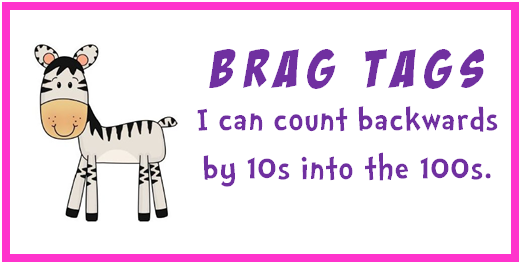 BRAG TAGS
I can count backwards
by 10s into the 100s.